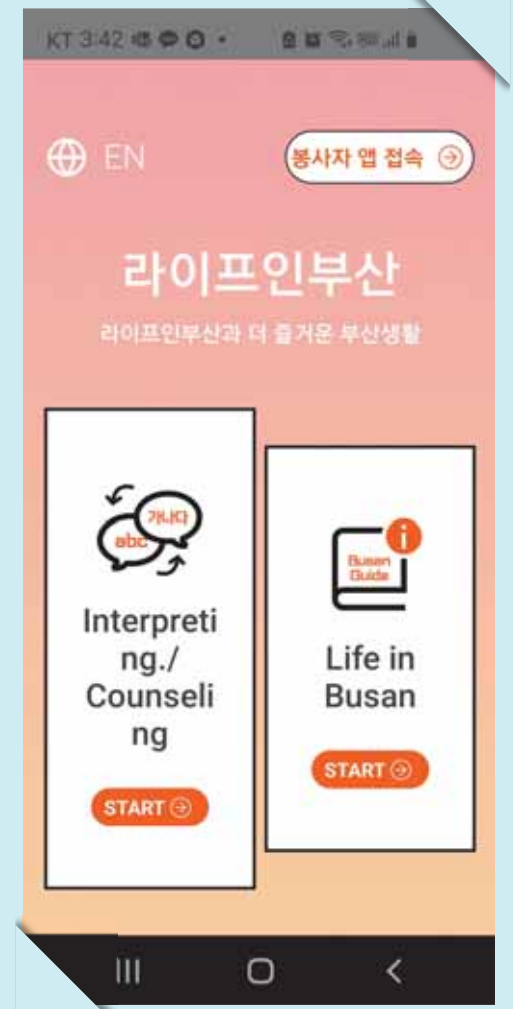 KT 3:42
EN
봉사자 앱 접속
라이프인부산
라이프인부산과 더 즐거운 부산생활
가나다
abc
Interpreti
ng./
Counseli
ng
START
Busan
Guide
Life in
Busan
START